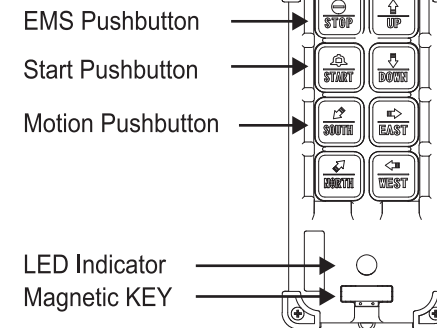 EMS Pushbutton
STOP UP
Start Pushbutton
START DOWN
Motion Pushbutton
SOUTH EAST
NORTH WEST
LED Indicator
Magnetic KEY